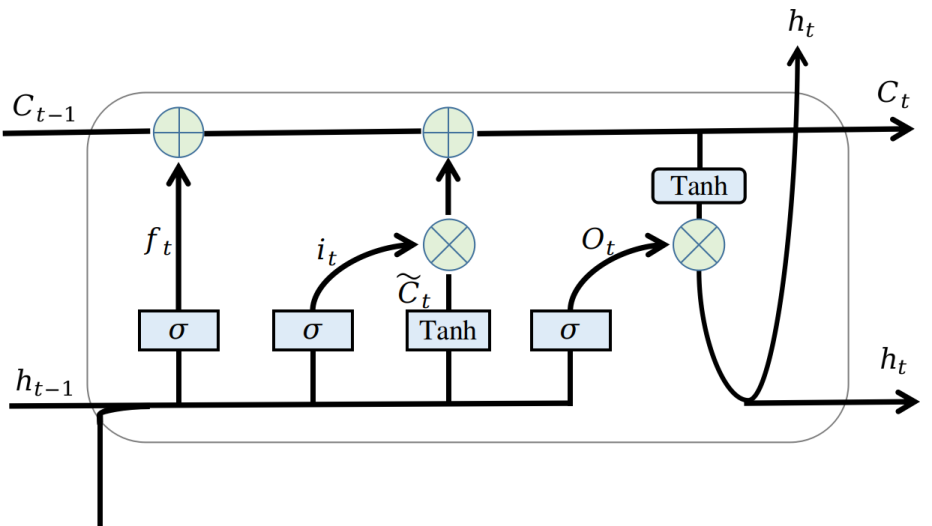 h_t
C_{t−1}
C_t
Tanh
f_t
i_t
O_t
C̃_t
σ
σ
Tanh
σ
h_{t−1}
h_t